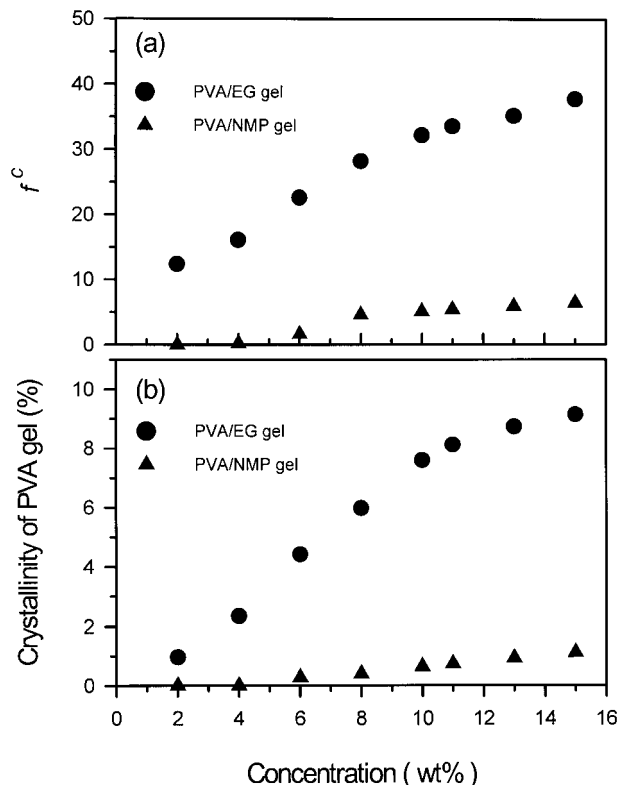 50
(a)
PVA/EG gel
40
PVA/NMP gel
30
f c
20
10
0
10
(b)
PVA/EG gel
8
PVA/NMP gel
6
Crystallinity of PVA gel (%)
4
2
0
0 2 4 6 8 10 12 14 16
Concentration ( wt% )